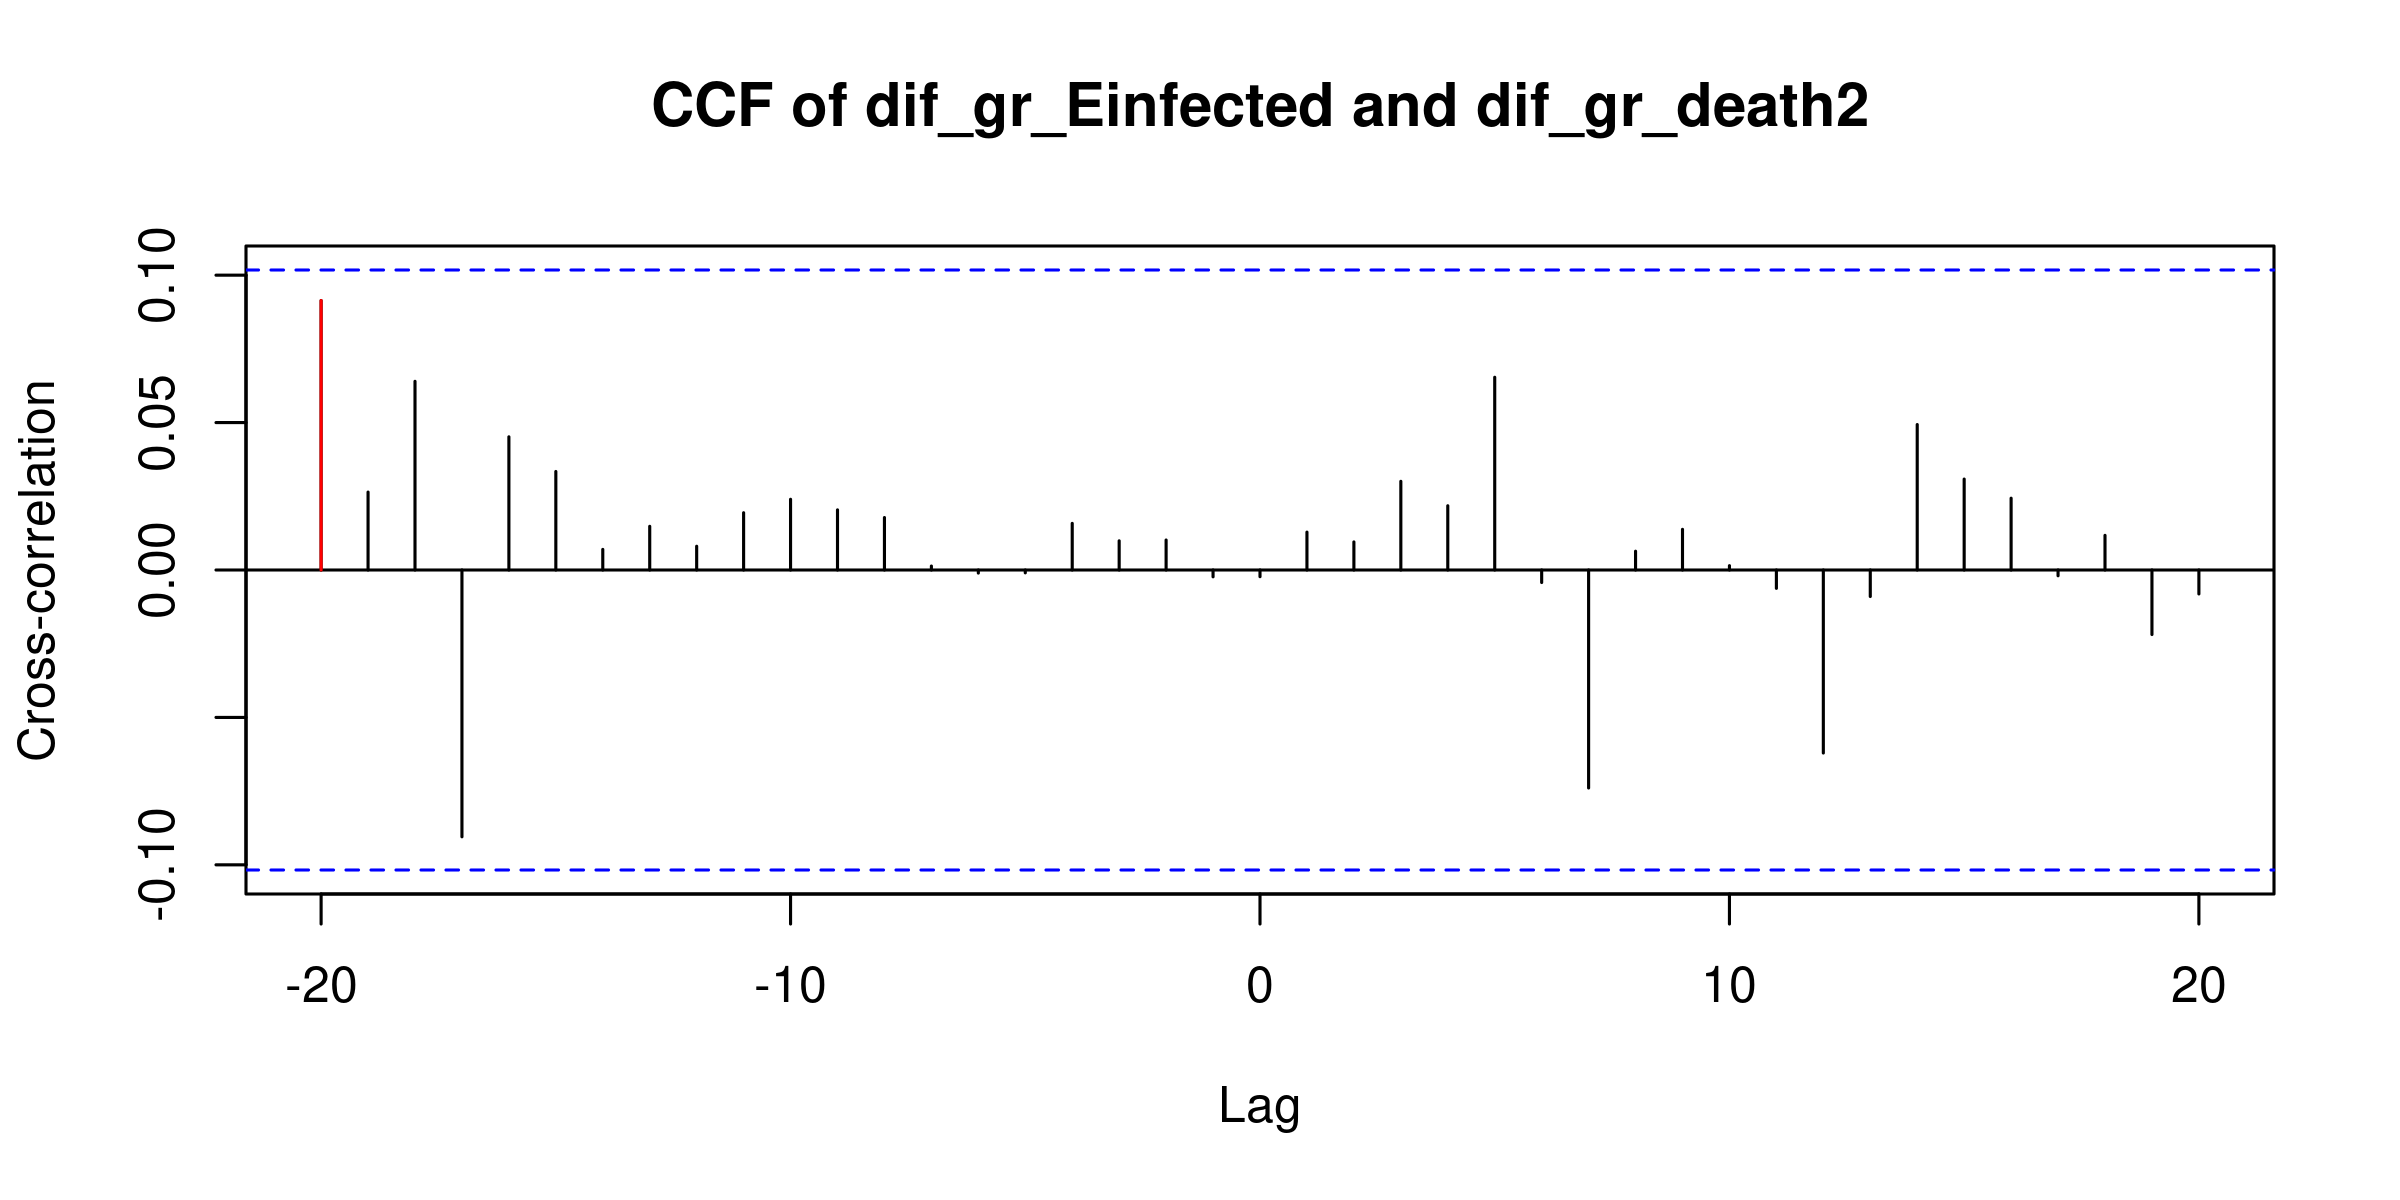 CCF of dif_gr_Einfected and dif_gr_death2
Cross-correlation
0.10
0.05
0.00
-0.10
-20 -10 0 10 20
Lag